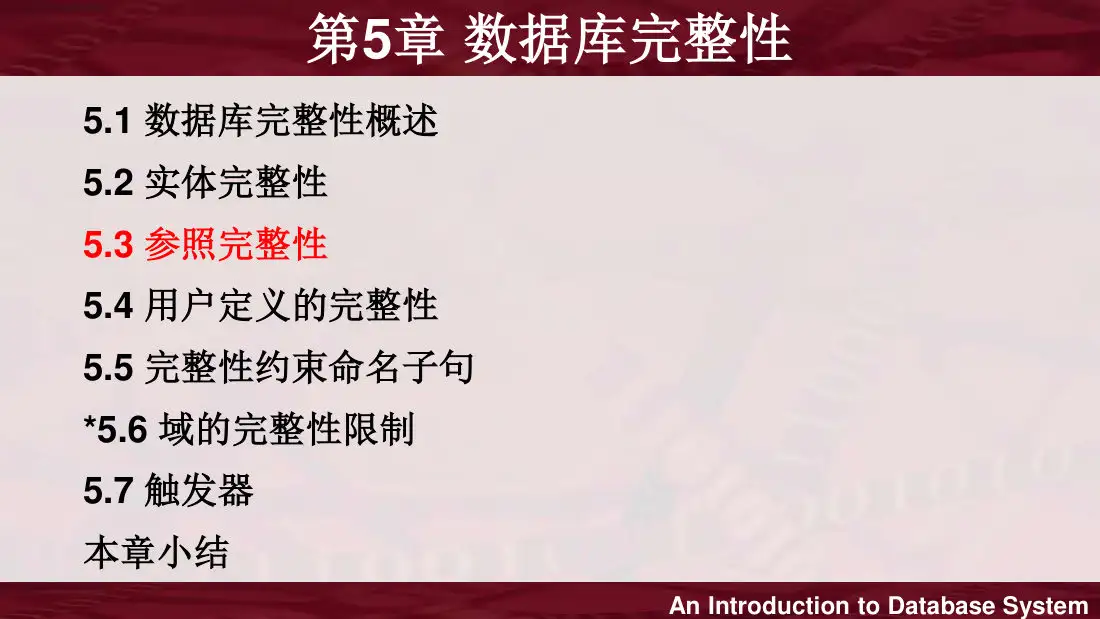 第5章 数据库完整性
5.1 数据库完整性概述
5.2 实体完整性
5.3 参照完整性
5.4 用户定义的完整性
5.5 完整性约束命名子句
*5.6 域的完整性限制
5.7 触发器
本章小结
An Introduction to Database System